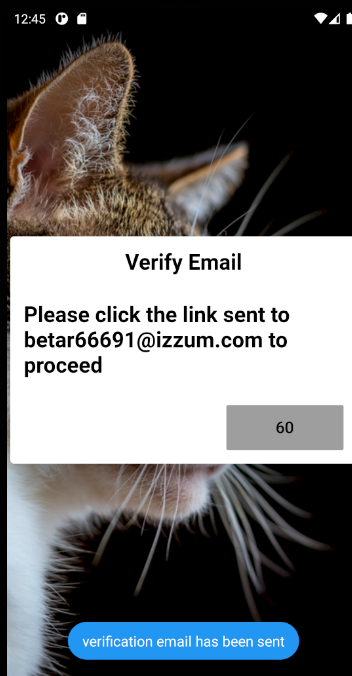 12:45
Verify Email
Please click the link sent to
betar66691@izzum.com to
proceed
60
verification email has been sent